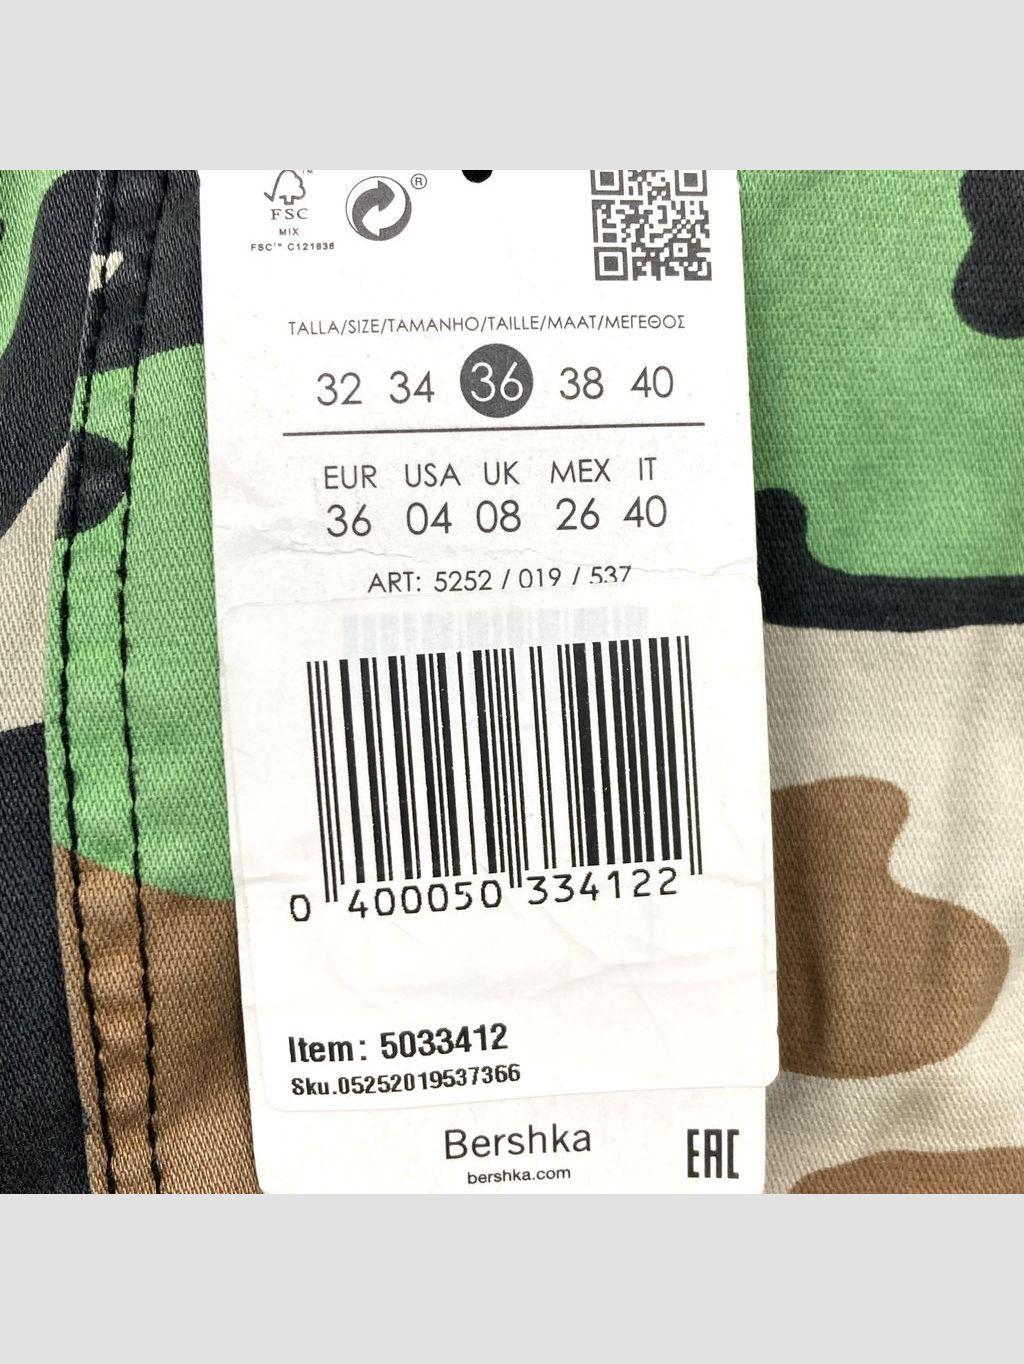 ™
®
FSC
MIX
FSC™ C121636
TALLA/SIZE/TAMANHO/TAILLE/MAAT/ΜΕΓΕΘΟΣ
32 34 36 38 40
EUR USA UK MEX IT
36 04 08 26 40
ART: 5252 / 019 / 537
0 400050 334122
Item: 5033412
Sku.05252019537366
Bershka
bershka.com
EAC